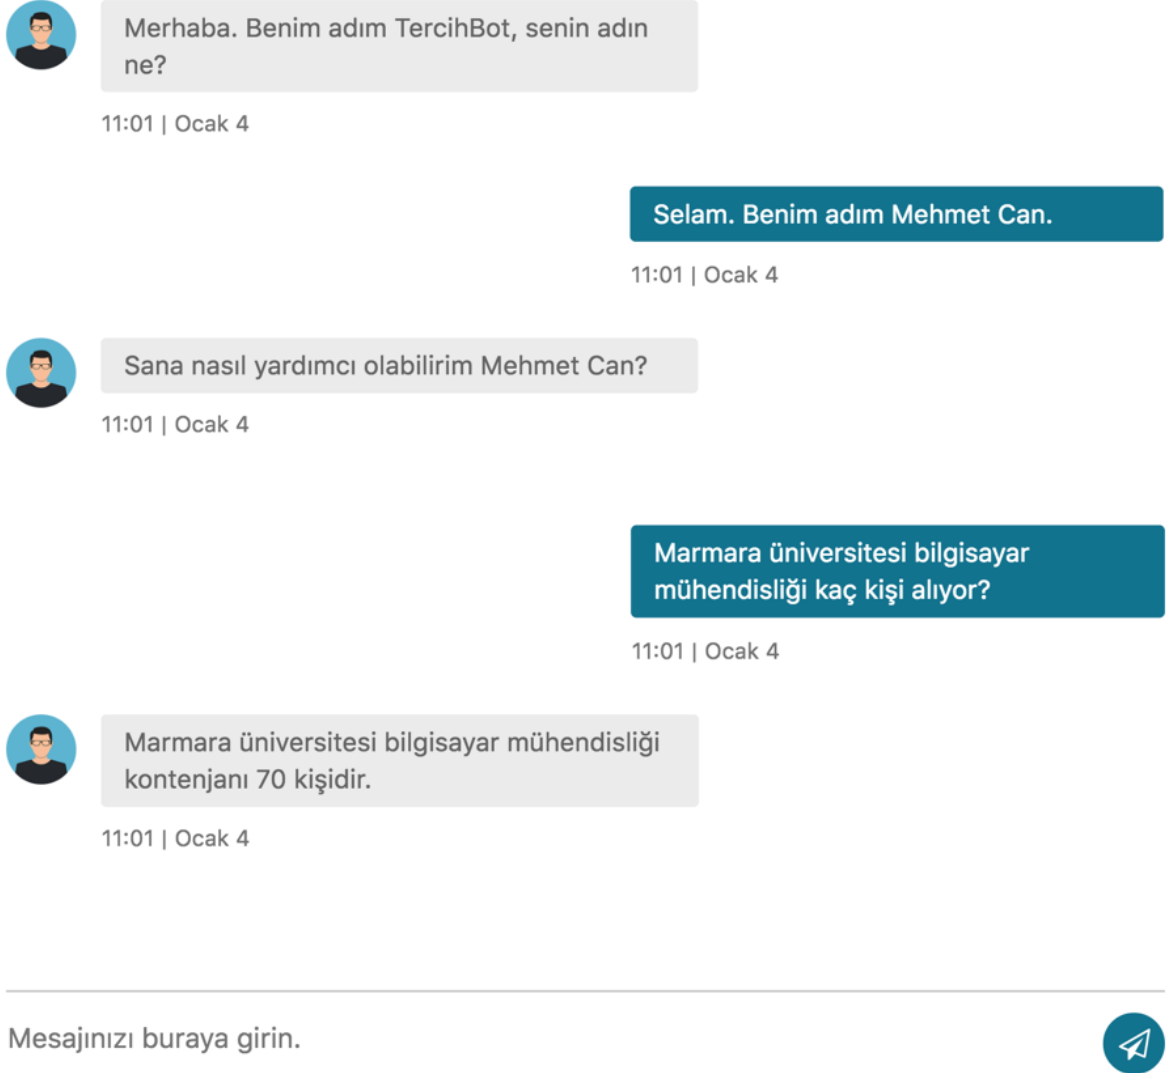 Merhaba. Benim adım TercihBot, senin adın
ne?
11:01 | Ocak 4
Selam. Benim adım Mehmet Can.
11:01 | Ocak 4
Sana nasıl yardımcı olabilirim Mehmet Can?
11:01 | Ocak 4
Marmara üniversitesi bilgisayar
mühendisliği kaç kişi alıyor?
11:01 | Ocak 4
Marmara üniversitesi bilgisayar mühendisliği
kontenjanı 70 kişidir.
11:01 | Ocak 4
Mesajınızı buraya girin.